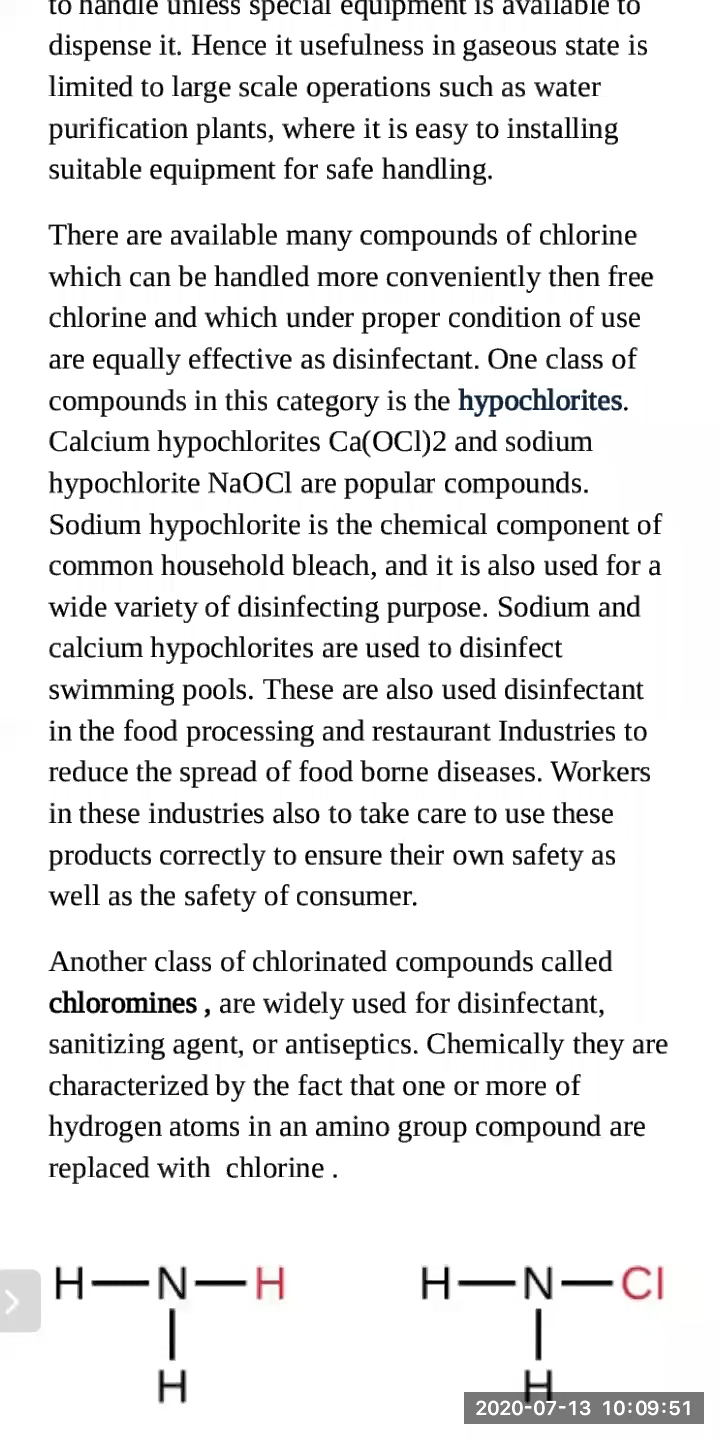 to handle unless special equipment is available to
dispense it. Hence it usefulness in gaseous state is
limited to large scale operations such as water
purification plants, where it is easy to installing
suitable equipment for safe handling.
There are available many compounds of chlorine
which can be handled more conveniently then free
chlorine and which under proper condition of use
are equally effective as disinfectant. One class of
compounds in this category is the hypochlorites.
Calcium hypochlorites Ca(OCl)2 and sodium
hypochlorite NaOCl are popular compounds.
Sodium hypochlorite is the chemical component of
common household bleach, and it is also used for a
wide variety of disinfecting purpose. Sodium and
calcium hypochlorites are used to disinfect
swimming pools. These are also used disinfectant
in the food processing and restaurant Industries to
reduce the spread of food borne diseases. Workers
in these industries also to take care to use these
products correctly to ensure their own safety as
well as the safety of consumer.
Another class of chlorinated compounds called
chloromines , are widely used for disinfectant,
sanitizing agent, or antiseptics. Chemically they are
characterized by the fact that one or more of
hydrogen atoms in an amino group compound are
replaced with  chlorine .
H—N—H H—N—Cl
H H
2020-07-13 10:09:51